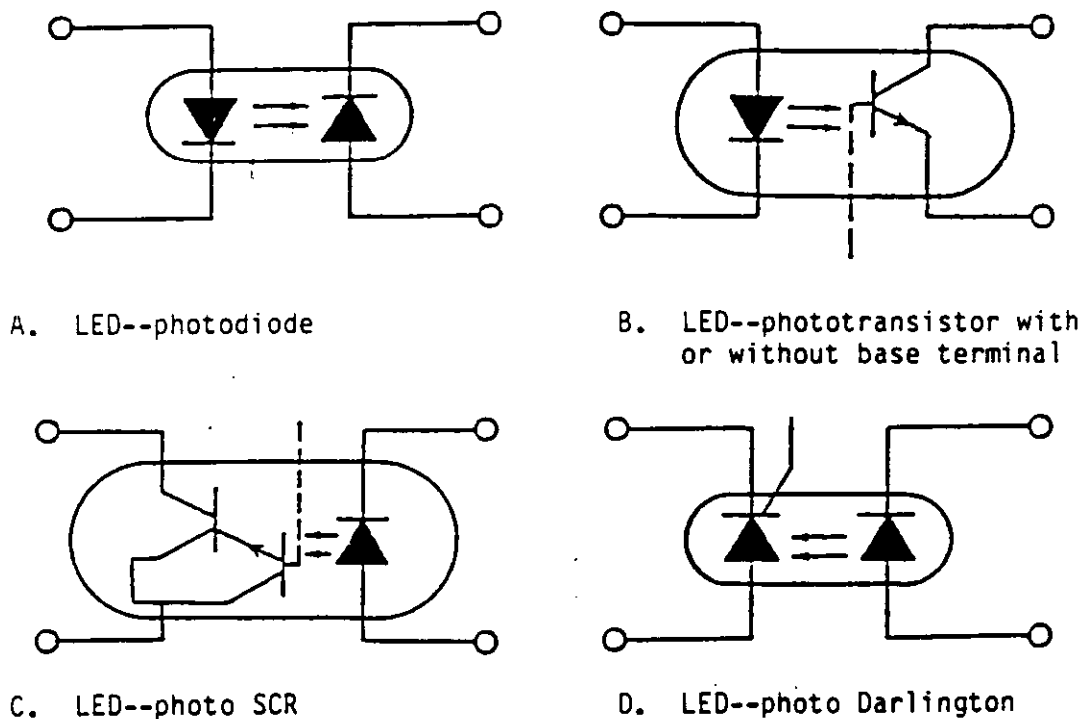 A. LED--photodiode
B. LED--phototransistor with
or without base terminal
C. LED--photo SCR
D. LED--photo Darlington